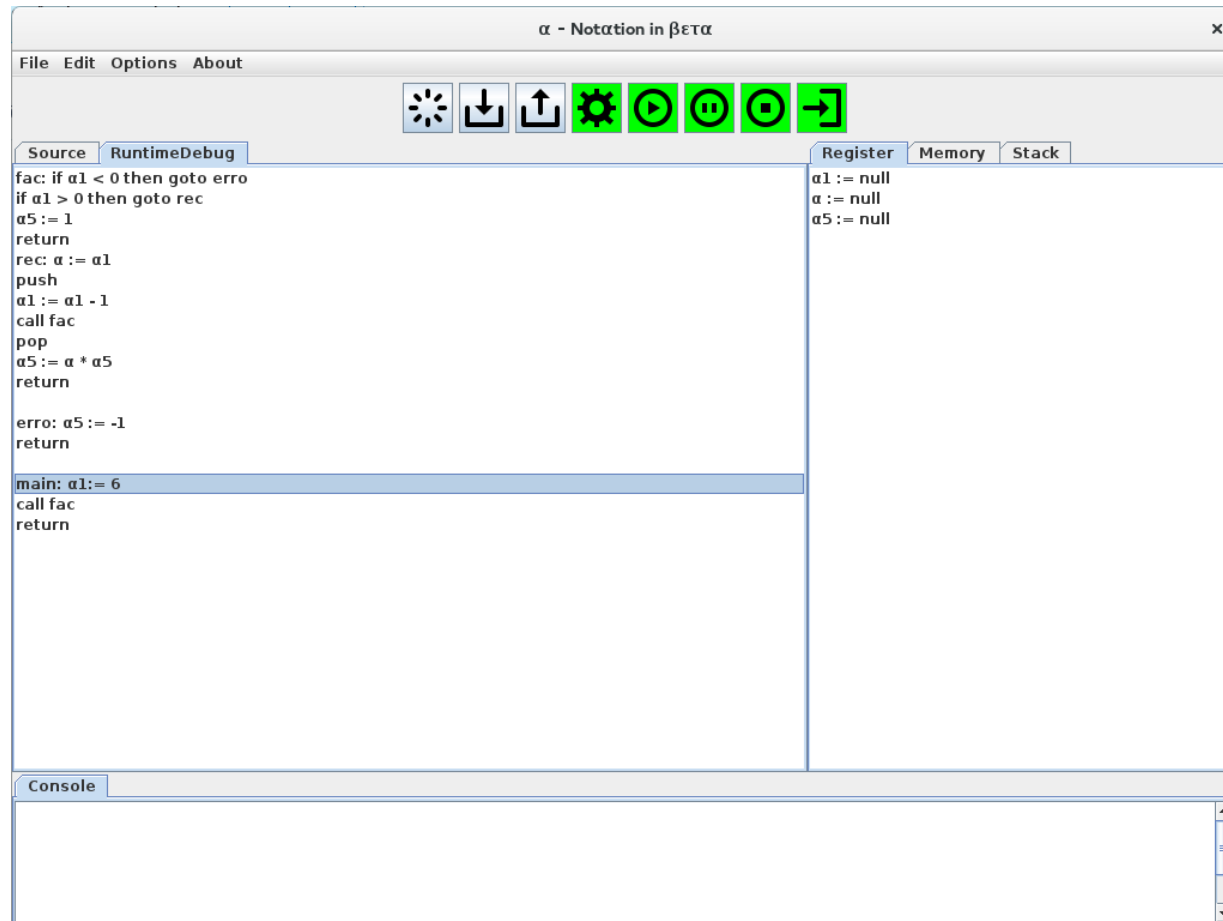 α - Notαtion in βετα
File Edit Options About
Source RuntimeDebug
fac: if α1 < 0 then goto erro
if α1 > 0 then goto rec
α5 := 1
return
rec: α := α1
push
α1 := α1 - 1
call fac
pop
α5 := α * α5
return
erro: α5 := -1
return
main: α1:= 6
call fac
return
Register Memory Stack
α1 := null
α := null
α5 := null
Console